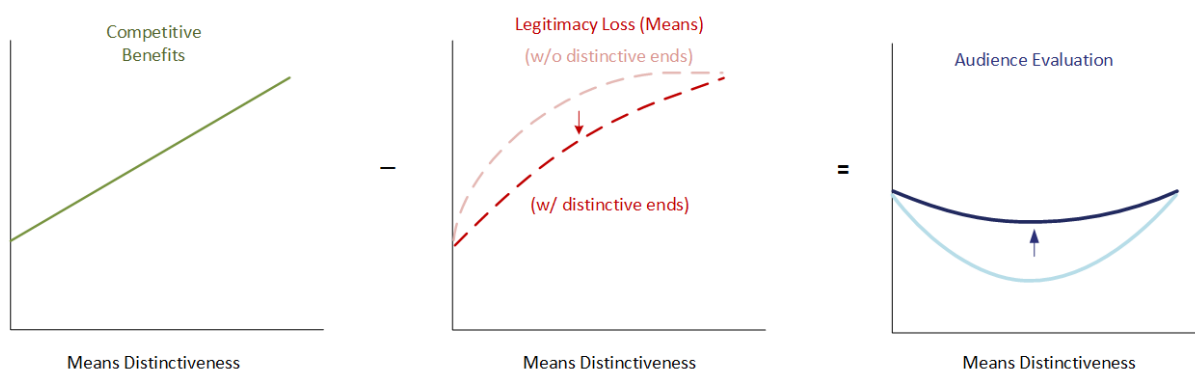 Competitive
Benefits
Means Distinctiveness
–
Legitimacy Loss (Means)
(w/o distinctive ends)
(w/ distinctive ends)
Means Distinctiveness
=
Audience Evaluation
Means Distinctiveness